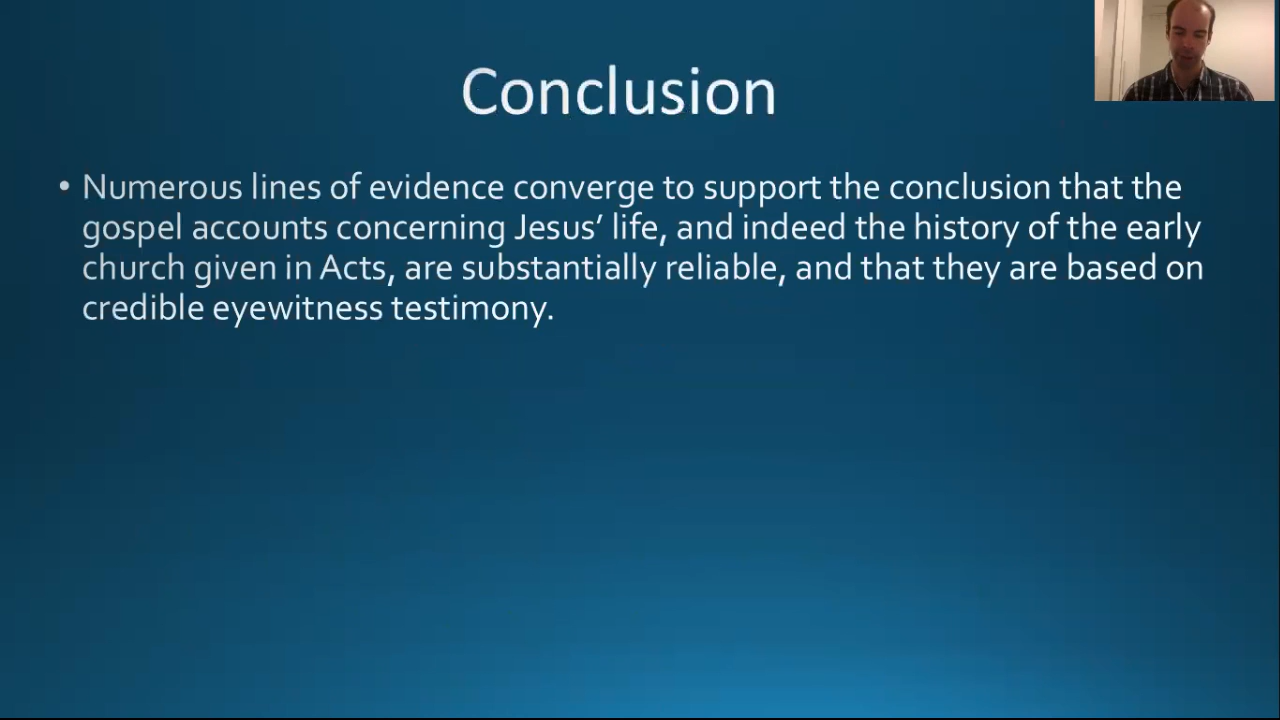 Conclusion
• Numerous lines of evidence converge to support the conclusion that the
gospel accounts concerning Jesus’ life, and indeed the history of the early
church given in Acts, are substantially reliable, and that they are based on
credible eyewitness testimony.